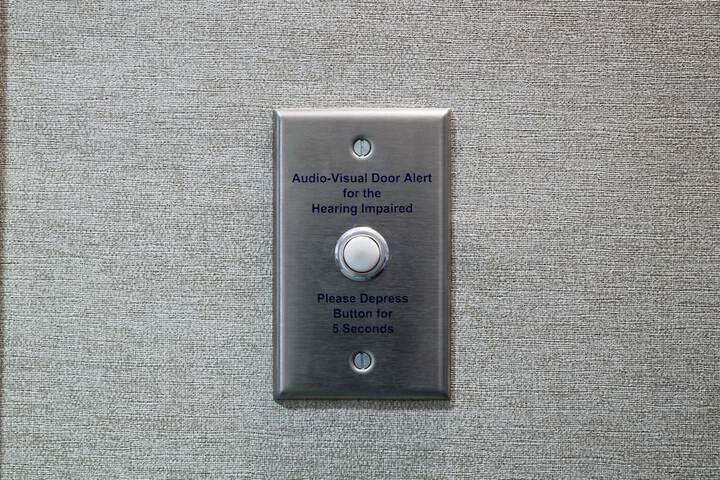 Audio-Visual Door Alert
for the
Hearing Impaired
Please Depress
Button for
5 Seconds